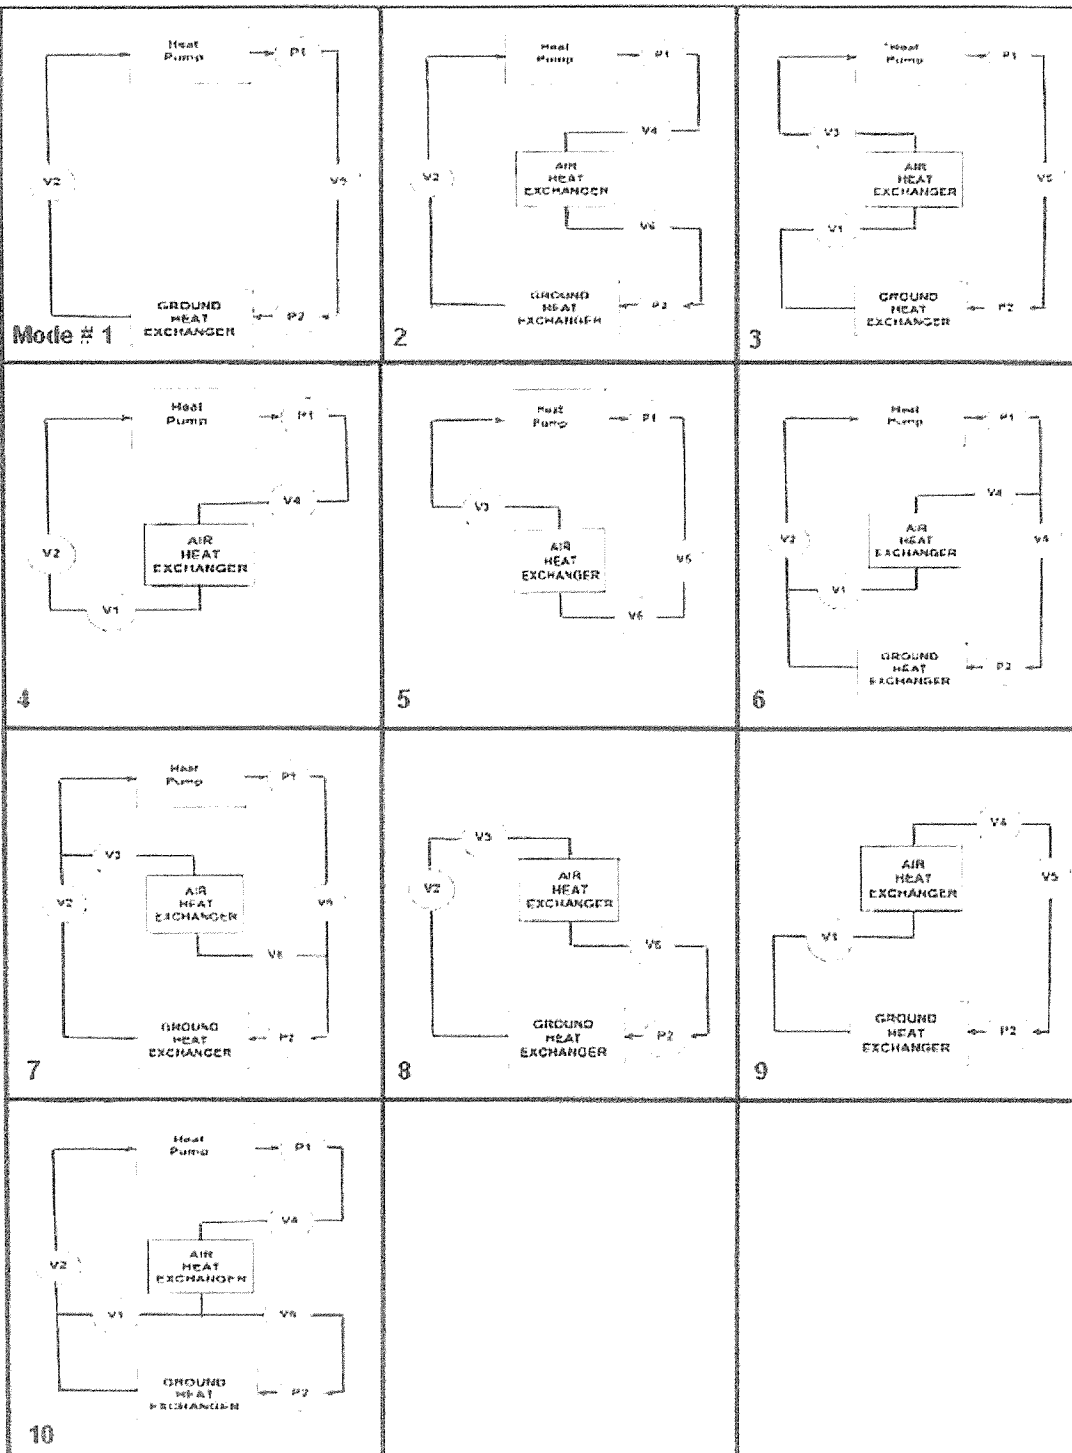 Heat
Pump
P1
V2
V5
GROUND
HEAT
EXCHANGER
P2
Mode # 1
Heat
Pump
P1
V4
AIR
HEAT
EXCHANGER
V2
V6
GROUND
HEAT
EXCHANGER
P2
2
Heat
Pump
P1
V3
AIR
HEAT
EXCHANGER
V5
V1
GROUND
HEAT
EXCHANGER
P2
3
Heat
Pump
P1
V4
V2
AIR
HEAT
EXCHANGER
V1
4
Heat
Pump
P1
V3
AIR
HEAT
EXCHANGER
V5
V6
5
Heat
Pump
P1
V4
V2
AIR
HEAT
EXCHANGER
V1
GROUND
HEAT
EXCHANGER
P2
6
Heat
Pump
P1
V3
V2
AIR
HEAT
EXCHANGER
GROUND
HEAT
EXCHANGER
P2
7
V2
AIR
HEAT
EXCHANGER
V6
GROUND
HEAT
EXCHANGER
P2
8
V4
AIR
HEAT
EXCHANGER
V5
V1
GROUND
HEAT
EXCHANGER
P2
9
Heat
Pump
P1
V4
V2
AIR
HEAT
EXCHANGER
V1
GROUND
HEAT
EXCHANGER
P2
10